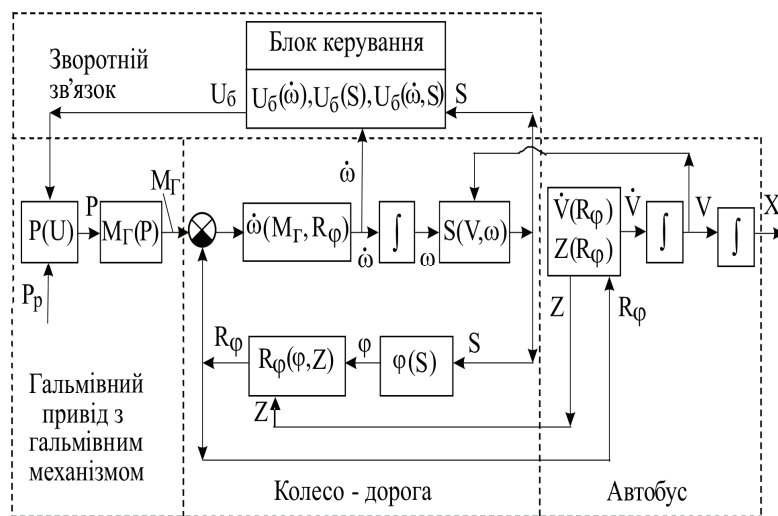 Блок керування
Зворотній
зв'язок
Uб
Uб(ω̇),Uб(S),Uб(ω̇,S)
S
ω̇
MГ
P
P(U)
MГ(P)
ω̇(MГ,Rφ)
∫
S(V,ω)
V̇(Rφ)
Z(Rφ)
V̇
∫
V
∫
X
ω̇
ω
Pр
Z
Rφ
Rφ
Rφ(φ,Z)
φ
φ(S)
S
Z
Гальмівний
привід з
гальмівним
механізмом
Колесо - дорога
Автобус